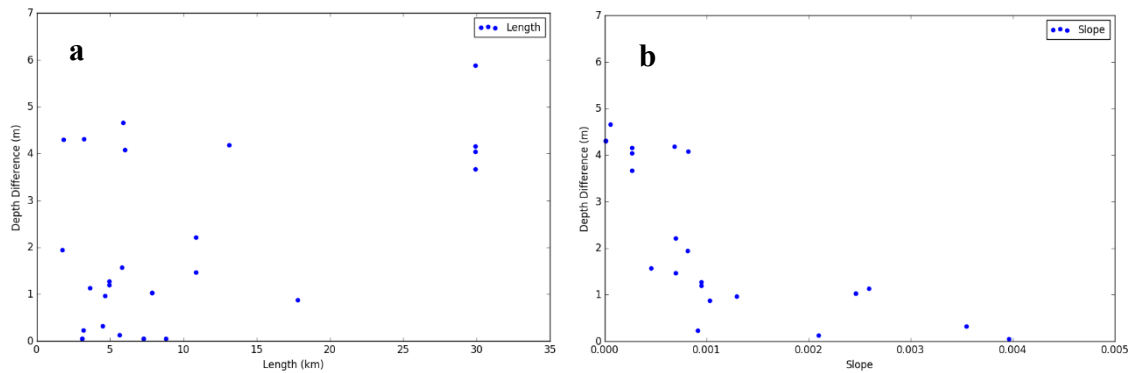 a
Length
7
6
5
4
3
2
1
0
Depth Difference (m)
0 5 10 15 20 25 30 35
Length (km)
b
Slope
7
6
5
4
3
2
1
0
Depth Difference (m)
0.000 0.001 0.002 0.003 0.004 0.005
Slope